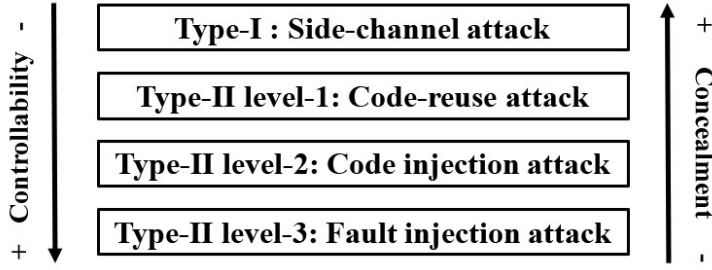 Type-I : Side-channel attack
Type-II level-1: Code-reuse attack
Type-II level-2: Code injection attack
Type-II level-3: Fault injection attack
+ Controllability -
+ Concealment -